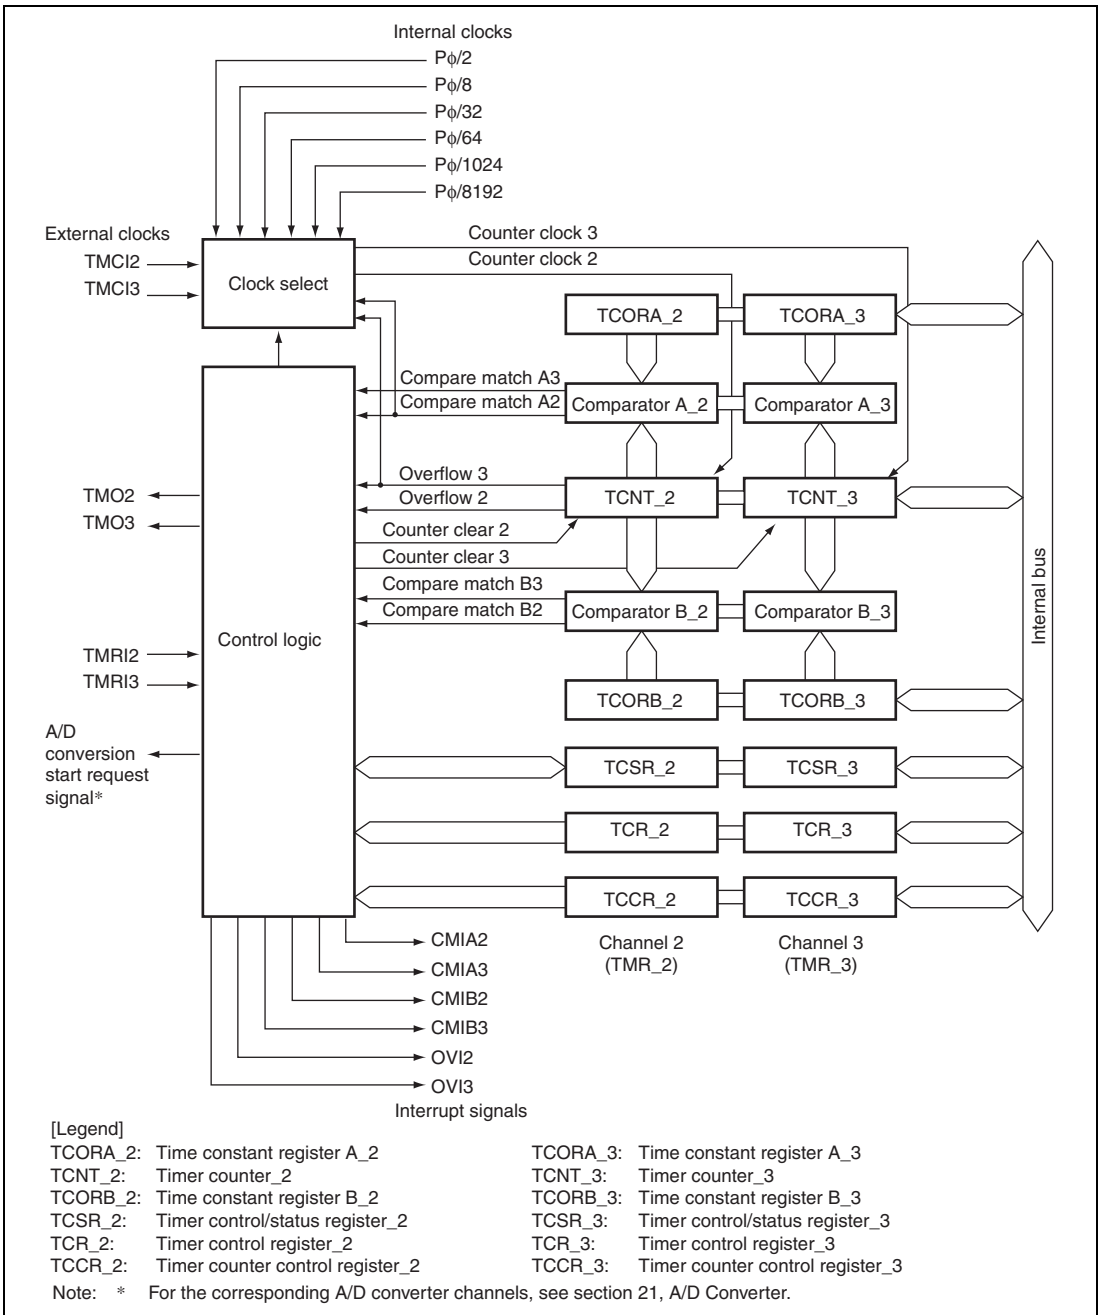 Internal clocks
Pϕ/2
Pϕ/8
Pϕ/32
Pϕ/64
Pϕ/1024
Pϕ/8192
External clocks
TMCI2
TMCI3
Clock select
Counter clock 3
Counter clock 2
TCORA_2
TCORA_3
Compare match A3
Compare match A2
Comparator A_2
Comparator A_3
TMO2
TMO3
Overflow 3
Overflow 2
TCNT_2
TCNT_3
Counter clear 2
Counter clear 3
Compare match B3
Compare match B2
Comparator B_2
Comparator B_3
Internal bus
Control logic
TMRI2
TMRI3
TCORB_2
TCORB_3
A/D
conversion
start request
signal*
TCSR_2
TCSR_3
TCR_2
TCR_3
TCCR_2
TCCR_3
Channel 2
(TMR_2)
Channel 3
(TMR_3)
CMIA2
CMIA3
CMIB2
CMIB3
OVI2
OVI3
Interrupt signals
[Legend]
TCORA_2: Time constant register A_2
TCNT_2: Timer counter_2
TCORB_2: Time constant register B_2
TCSR_2: Timer control/status register_2
TCR_2: Timer control register_2
TCCR_2: Timer counter control register_2
TCORA_3: Time constant register A_3
TCNT_3: Timer counter_3
TCORB_3: Time constant register B_3
TCSR_3: Timer control/status register_3
TCR_3: Timer control register_3
TCCR_3: Timer counter control register_3
Note: * For the corresponding A/D converter channels, see section 21, A/D Converter.